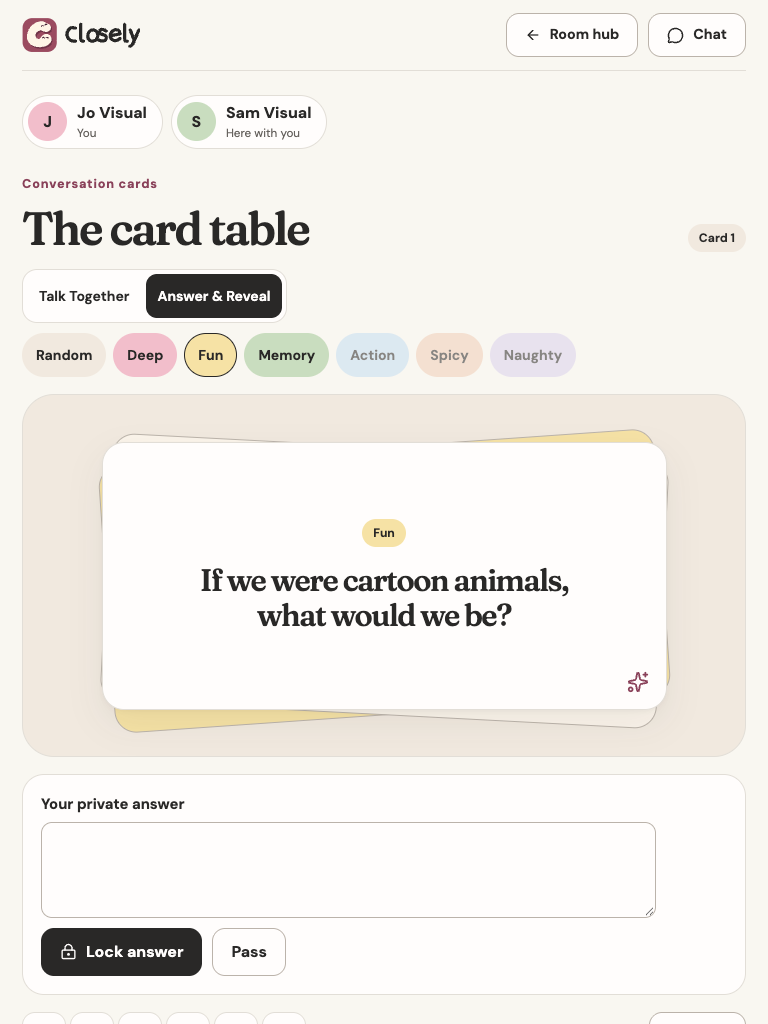 Closely
Room hub
Chat
J
Jo Visual
You
S
Sam Visual
Here with you
Conversation cards
The card table
Card 1
Talk Together
Answer & Reveal
Random
Deep
Fun
Memory
Action
Spicy
Naughty
Fun
If we were cartoon animals,
what would we be?
Your private answer
Lock answer
Pass